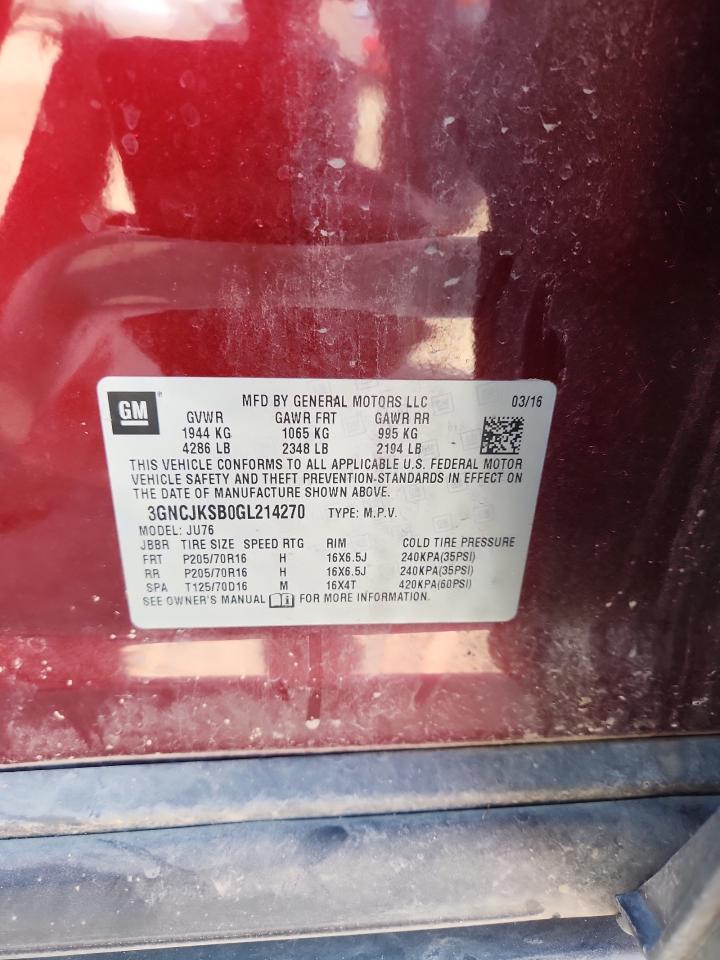 GM ®
MFD BY GENERAL MOTORS LLC 03/16
GVWR GAWR FRT GAWR RR
1944 KG 1065 KG 995 KG
4286 LB 2348 LB 2194 LB
THIS VEHICLE CONFORMS TO ALL APPLICABLE U.S. FEDERAL MOTOR
VEHICLE SAFETY AND THEFT PREVENTION STANDARDS IN EFFECT ON
THE DATE OF MANUFACTURE SHOWN ABOVE.
3GNCJKSB0GL214270 TYPE: M.P.V.
MODEL: JU76
JBBR TIRE SIZE SPEED RTG RIM COLD TIRE PRESSURE
FRT P205/70R16 H 16X6.5J 240KPA(35PSI)
RR P205/70R16 H 16X6.5J 240KPA(35PSI)
SPA T125/70D16 M 16X4T 420KPA(60PSI)
SEE OWNER'S MANUAL FOR MORE INFORMATION.